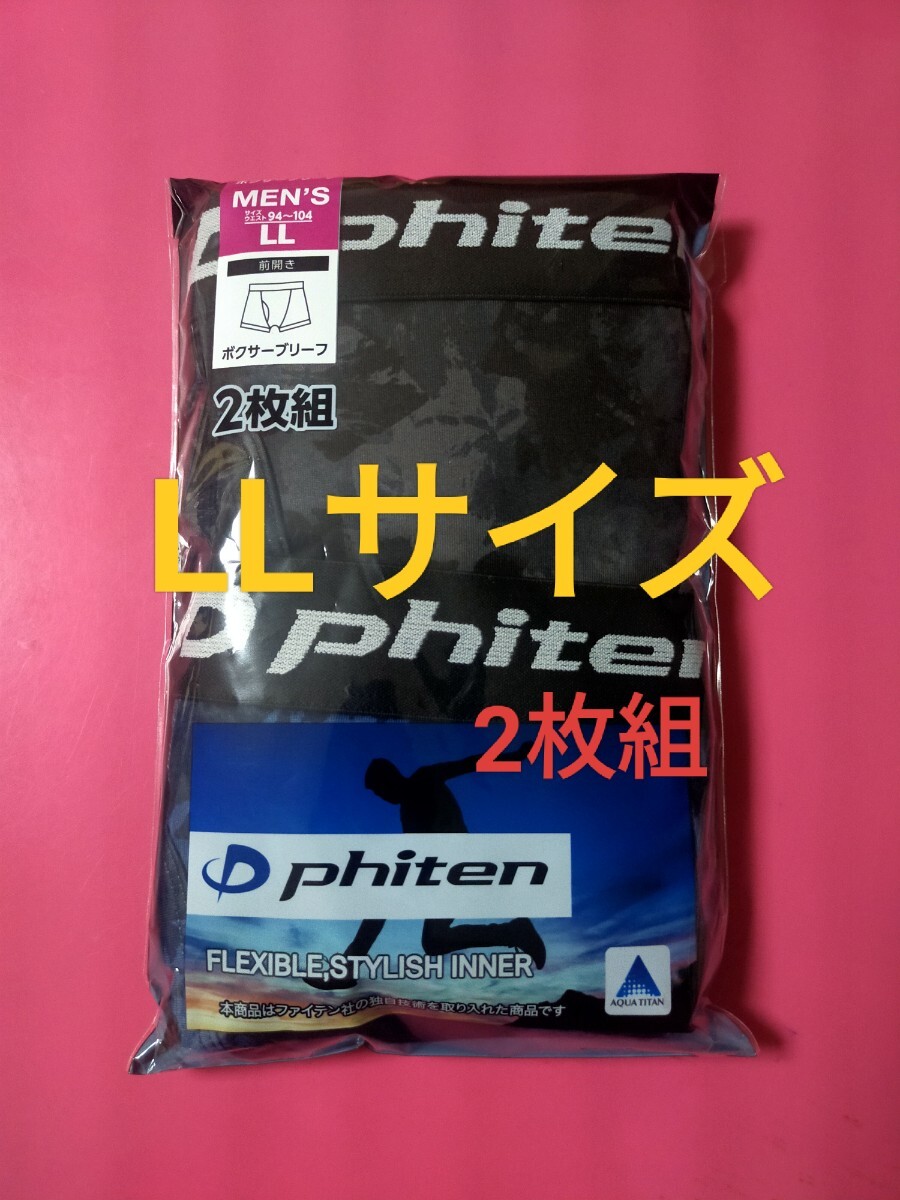 MEN'S
サイズ
ウエスト 94～104
LL
前開き
ボクサーブリーフ
2枚組
phiten
LLサイズ
phiten
2枚組
phiten
FLEXIBLE,STYLISH INNER
AQUA TITAN
本商品はファイテン社の独自技術を取り入れた商品です